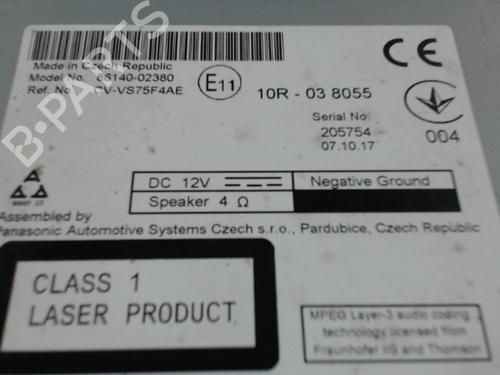 Made in Czech Republic
Model No. 86140-02380
Ref. No. CV-VS75F4AE
E11
10R - 03 8055
CE
Serial No.
205754
07.10.17
004
DC 12V
Negative Ground
Speaker 4 Ω
Assembled by
Panasonic Automotive Systems Czech s.r.o., Pardubice, Czech Republic
CLASS 1
LASER PRODUCT
MPEG Layer-3 audio coding
technology licensed from
Fraunhofer IIS and Thomson
B-PARTS